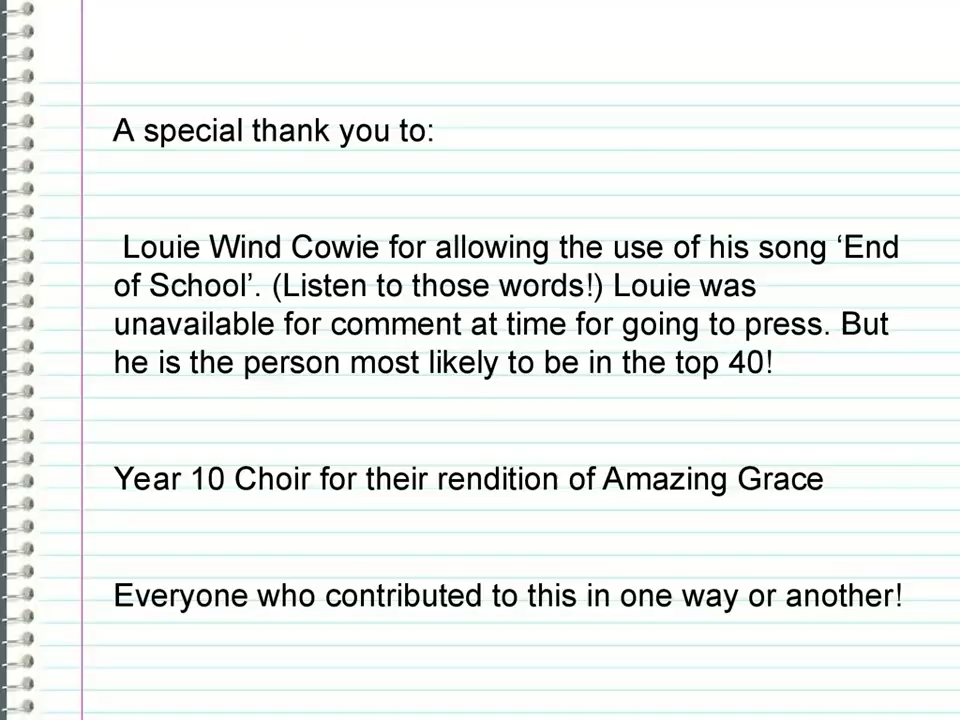 A special thank you to:
Louie Wind Cowie for allowing the use of his song ‘End
of School’. (Listen to those words!) Louie was
unavailable for comment at time for going to press. But
he is the person most likely to be in the top 40!
Year 10 Choir for their rendition of Amazing Grace
Everyone who contributed to this in one way or another!